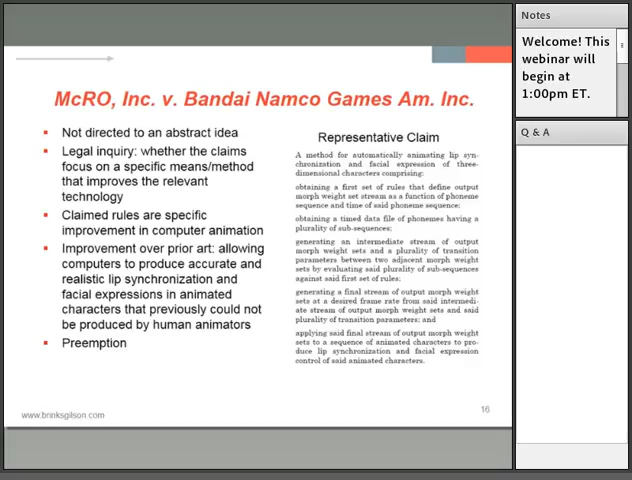 McRO, Inc. v. Bandai Namco Games Am. Inc.
Not directed to an abstract idea
Legal inquiry: whether the claims
focus on a specific means/method
that improves the relevant
technology
Claimed rules are specific
improvement in computer animation
Improvement over prior art: allowing
computers to produce accurate and
realistic lip synchronization and
facial expressions in animated
characters that previously could not
be produced by human animators
Preemption
Representative Claim
A method for automatically animating lip syn-
chronization and facial expression of three-
dimensional characters comprising:
obtaining a first set of rules that define output
morph weight set stream as a function of phoneme
sequence and time of said phoneme sequence;
obtaining a timed data file of phonemes having a
plurality of sub-sequences;
generating an intermediate stream of output
morph weight sets and a plurality of transition
parameters between two adjacent morph weight
sets by evaluating said plurality of sub-sequences
against said first set of rules;
generating a final stream of output morph weight
sets at a desired frame rate from said intermedi-
ate stream of output morph weight sets and said
plurality of transition parameters; and
applying said final stream of output morph weight
sets to a sequence of animated characters to pro-
duce lip synchronization and facial expression
control of said animated characters.
www.brinksgilson.com
16
Notes
Welcome! This
webinar will
begin at
1:00pm ET.
Q & A